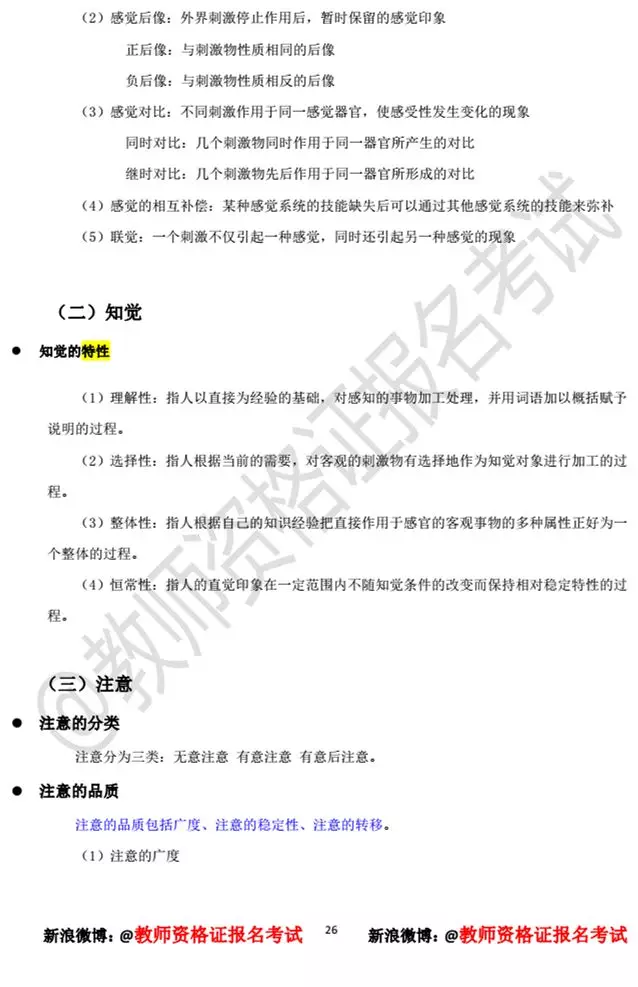 （2）感觉后像：外界刺激停止作用后，暂时保留的感觉印象
正后像：与刺激物性质相同的后像
负后像：与刺激物性质相反的后像
（3）感觉对比：不同刺激作用于同一感觉器官，使感受性发生变化的现象
同时对比：几个刺激物同时作用于同一器官所产生的对比
继时对比：几个刺激物先后作用于同一器官所形成的对比
（4）感觉的相互补偿：某种感觉系统的技能缺失后可以通过其他感觉系统的技能来弥补
（5）联觉：一个刺激不仅引起一种感觉，同时还引起另一种感觉的现象
（二）知觉
● 知觉的特性
（1）理解性：指人以直接为经验的基础，对感知的事物加工处理，并用词语加以概括赋予
说明的过程。
（2）选择性：指人根据当前的需要，对客观的刺激物有选择地作为知觉对象进行加工的过
程。
（3）整体性：指人根据自己的知识经验把直接作用于感官的客观事物的多种属性正好为一
个整体的过程。
（4）恒常性：指人的直觉印象在一定范围内不随知觉条件的改变而保持相对稳定特性的过
程。
（三）注意
● 注意的分类
注意分为三类：无意注意 有意注意 有意后注意。
● 注意的品质
注意的品质包括广度、注意的稳定性、注意的转移。
（1）注意的广度
新浪微博：@教师资格证报名考试 26 新浪微博：@教师资格证报名考试
@教师资格证报名考试